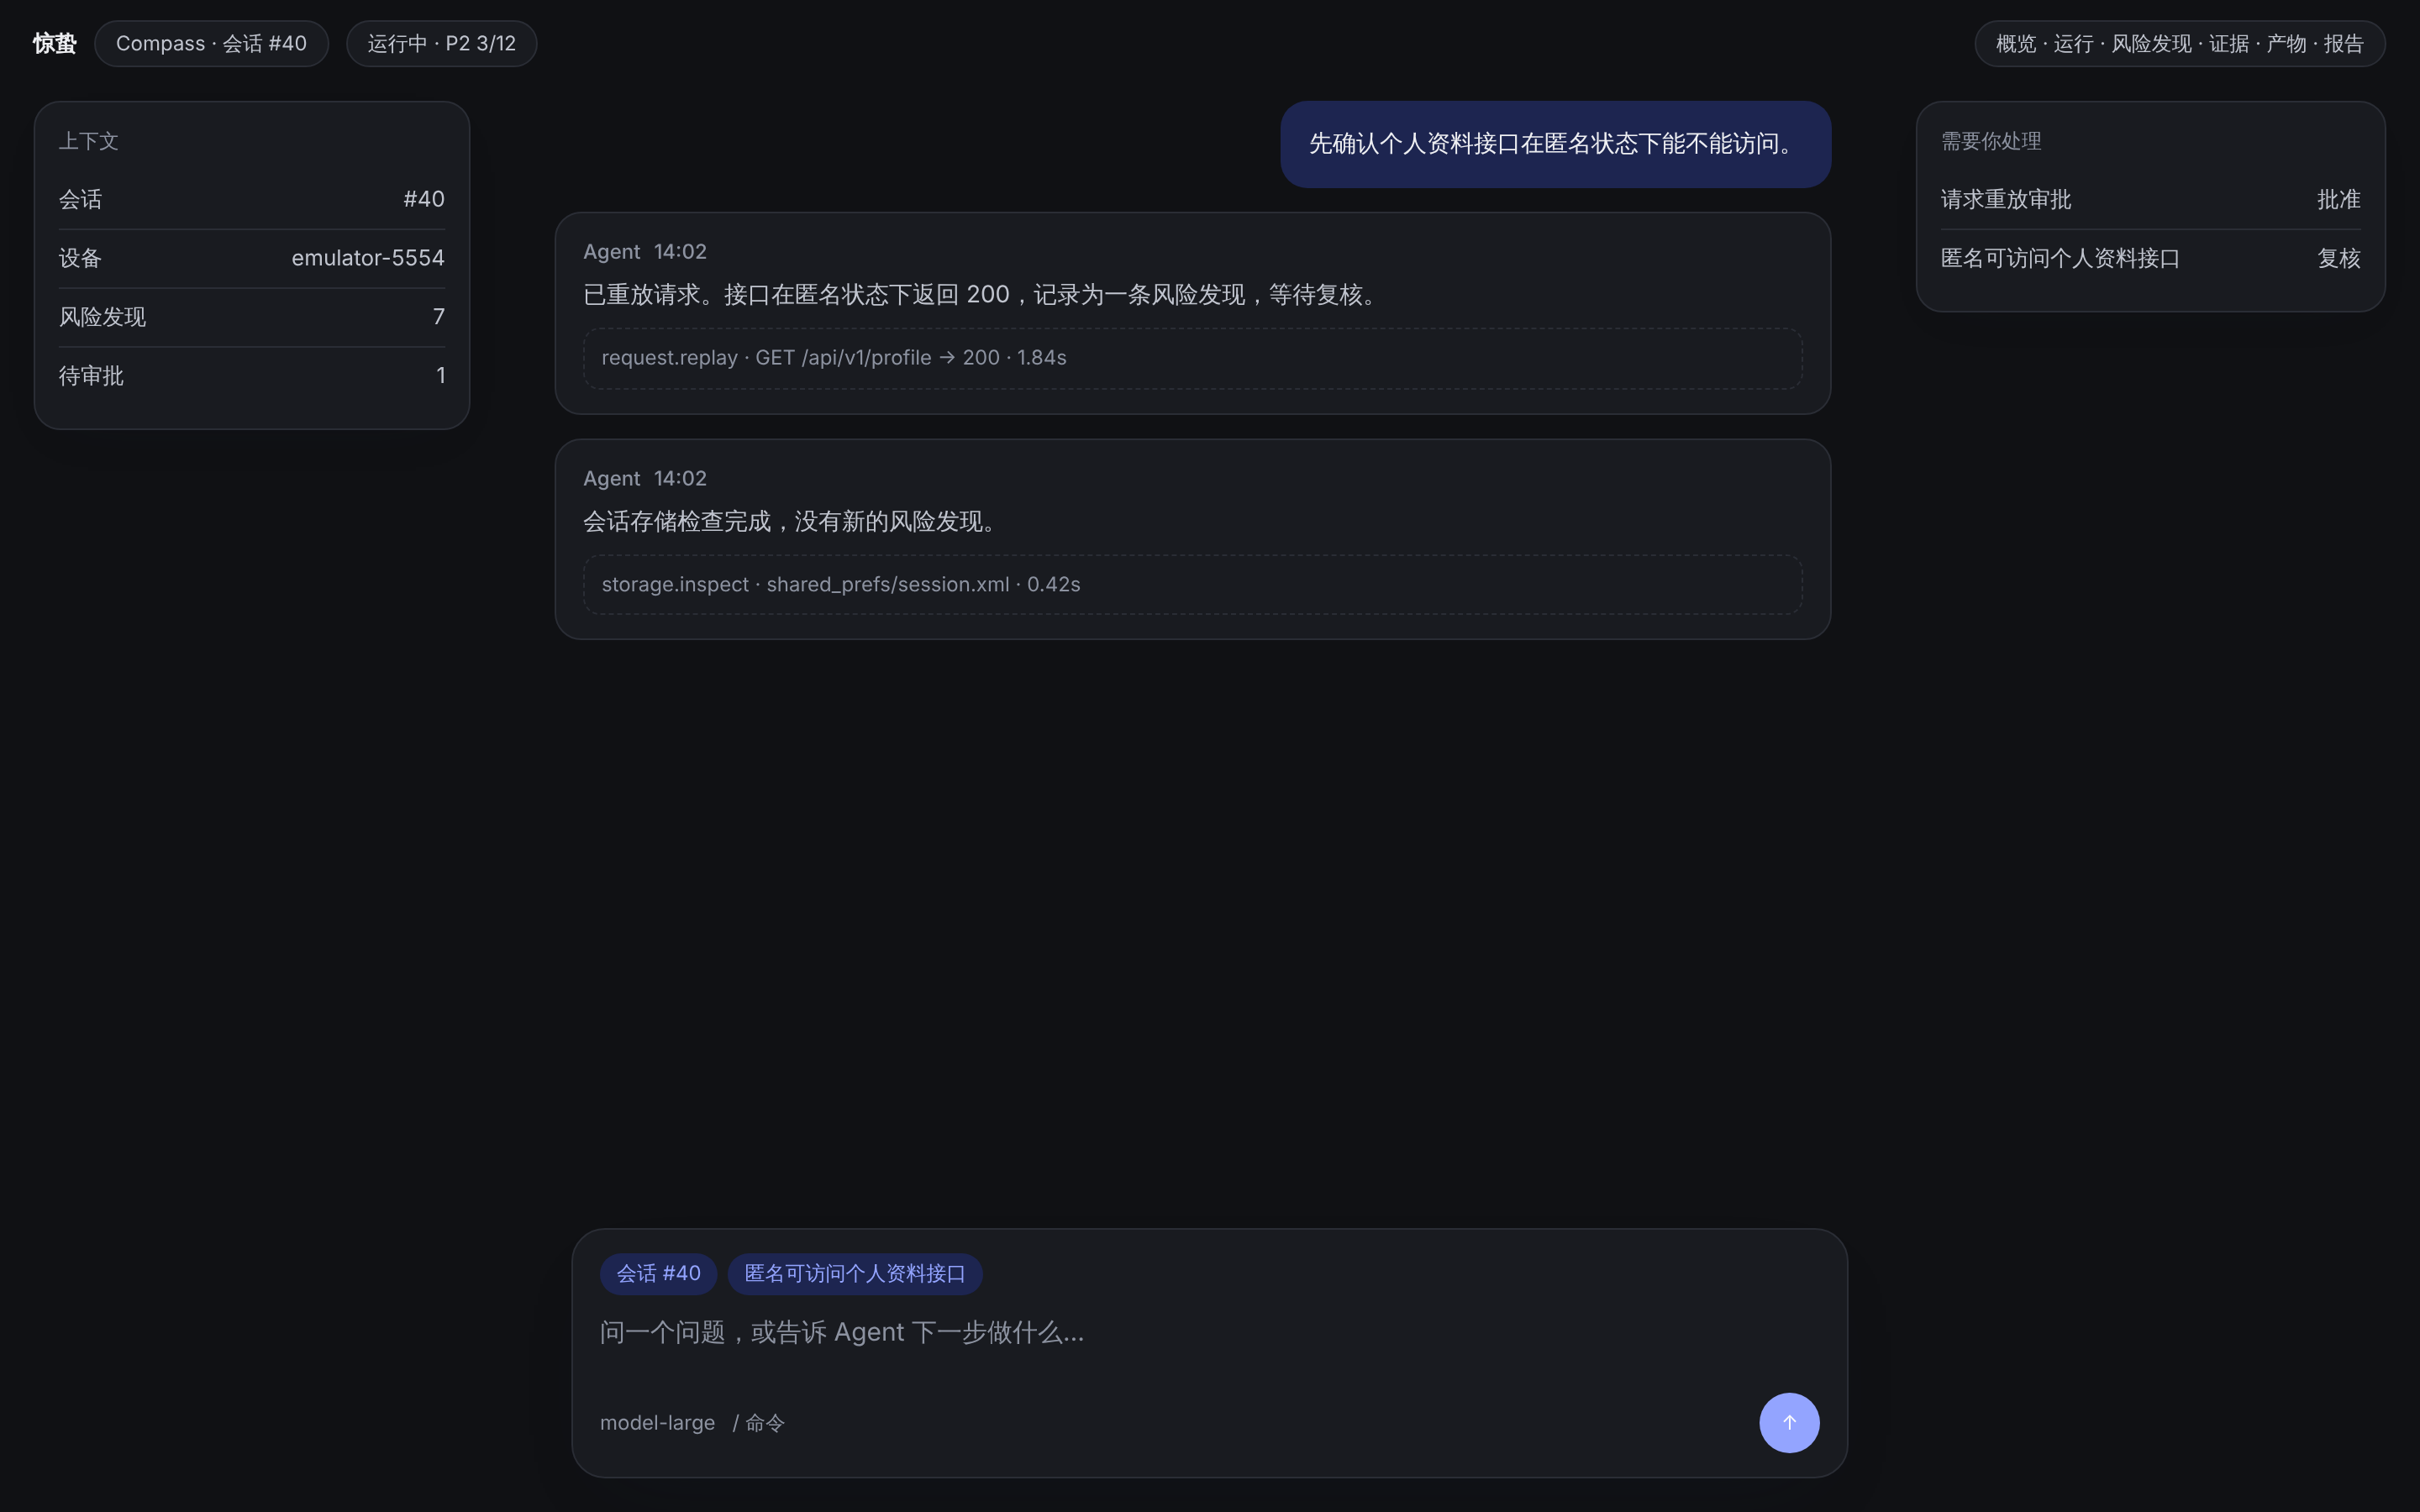 惊蛰
Compass · 会话 #40
运行中 · P2 3/12
概览 · 运行 · 风险发现 · 证据 · 产物 · 报告
上下文
会话 #40
设备 emulator-5554
风险发现 7
待审批 1
先确认个人资料接口在匿名状态下能不能访问。
Agent 14:02
已重放请求。接口在匿名状态下返回 200，记录为一条风险发现，等待复核。
request.replay · GET /api/v1/profile → 200 · 1.84s
Agent 14:02
会话存储检查完成，没有新的风险发现。
storage.inspect · shared_prefs/session.xml · 0.42s
需要你处理
请求重放审批 批准
匿名可访问个人资料接口 复核
会话 #40
匿名可访问个人资料接口
问一个问题，或告诉 Agent 下一步做什么...
model-large / 命令